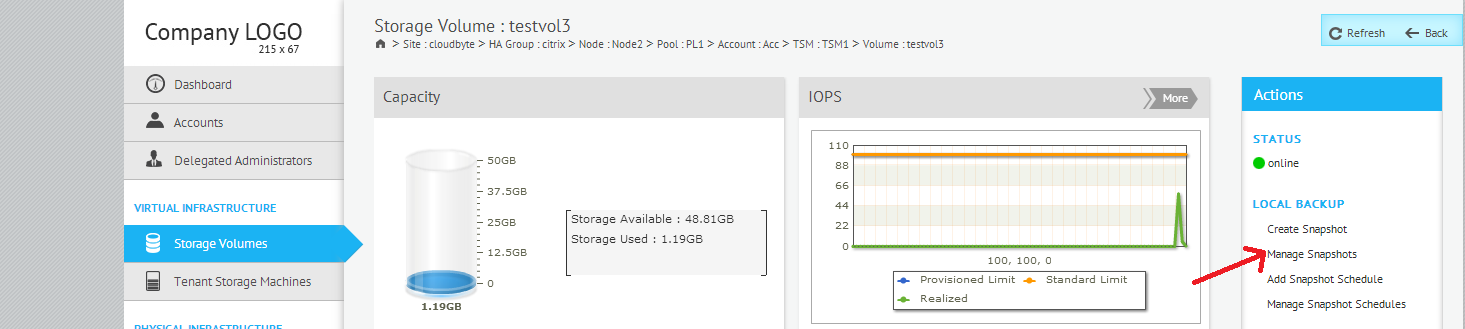 Company LOGO
215 x 67
Dashboard
Accounts
Delegated Administrators
VIRTUAL INFRASTRUCTURE
Storage Volumes
Tenant Storage Machines
PHYSICAL INFRASTRUCTURE
Storage Volume : testvol3
> Site : cloudbyte > HA Group : citrix > Node : Node2 > Pool : PL1 > Account : Acc > TSM : TSM1 > Volume : testvol3
Refresh
Back
Capacity
50GB
37.5GB
25GB
12.5GB
0
1.19GB
Storage Available : 48.81GB
Storage Used : 1.19GB
IOPS
More
110
88
66
44
22
0
100, 100, 0
Provisioned Limit
Standard Limit
Realized
Actions
STATUS
online
LOCAL BACKUP
Create Snapshot
Manage Snapshots
Add Snapshot Schedule
Manage Snapshot Schedules